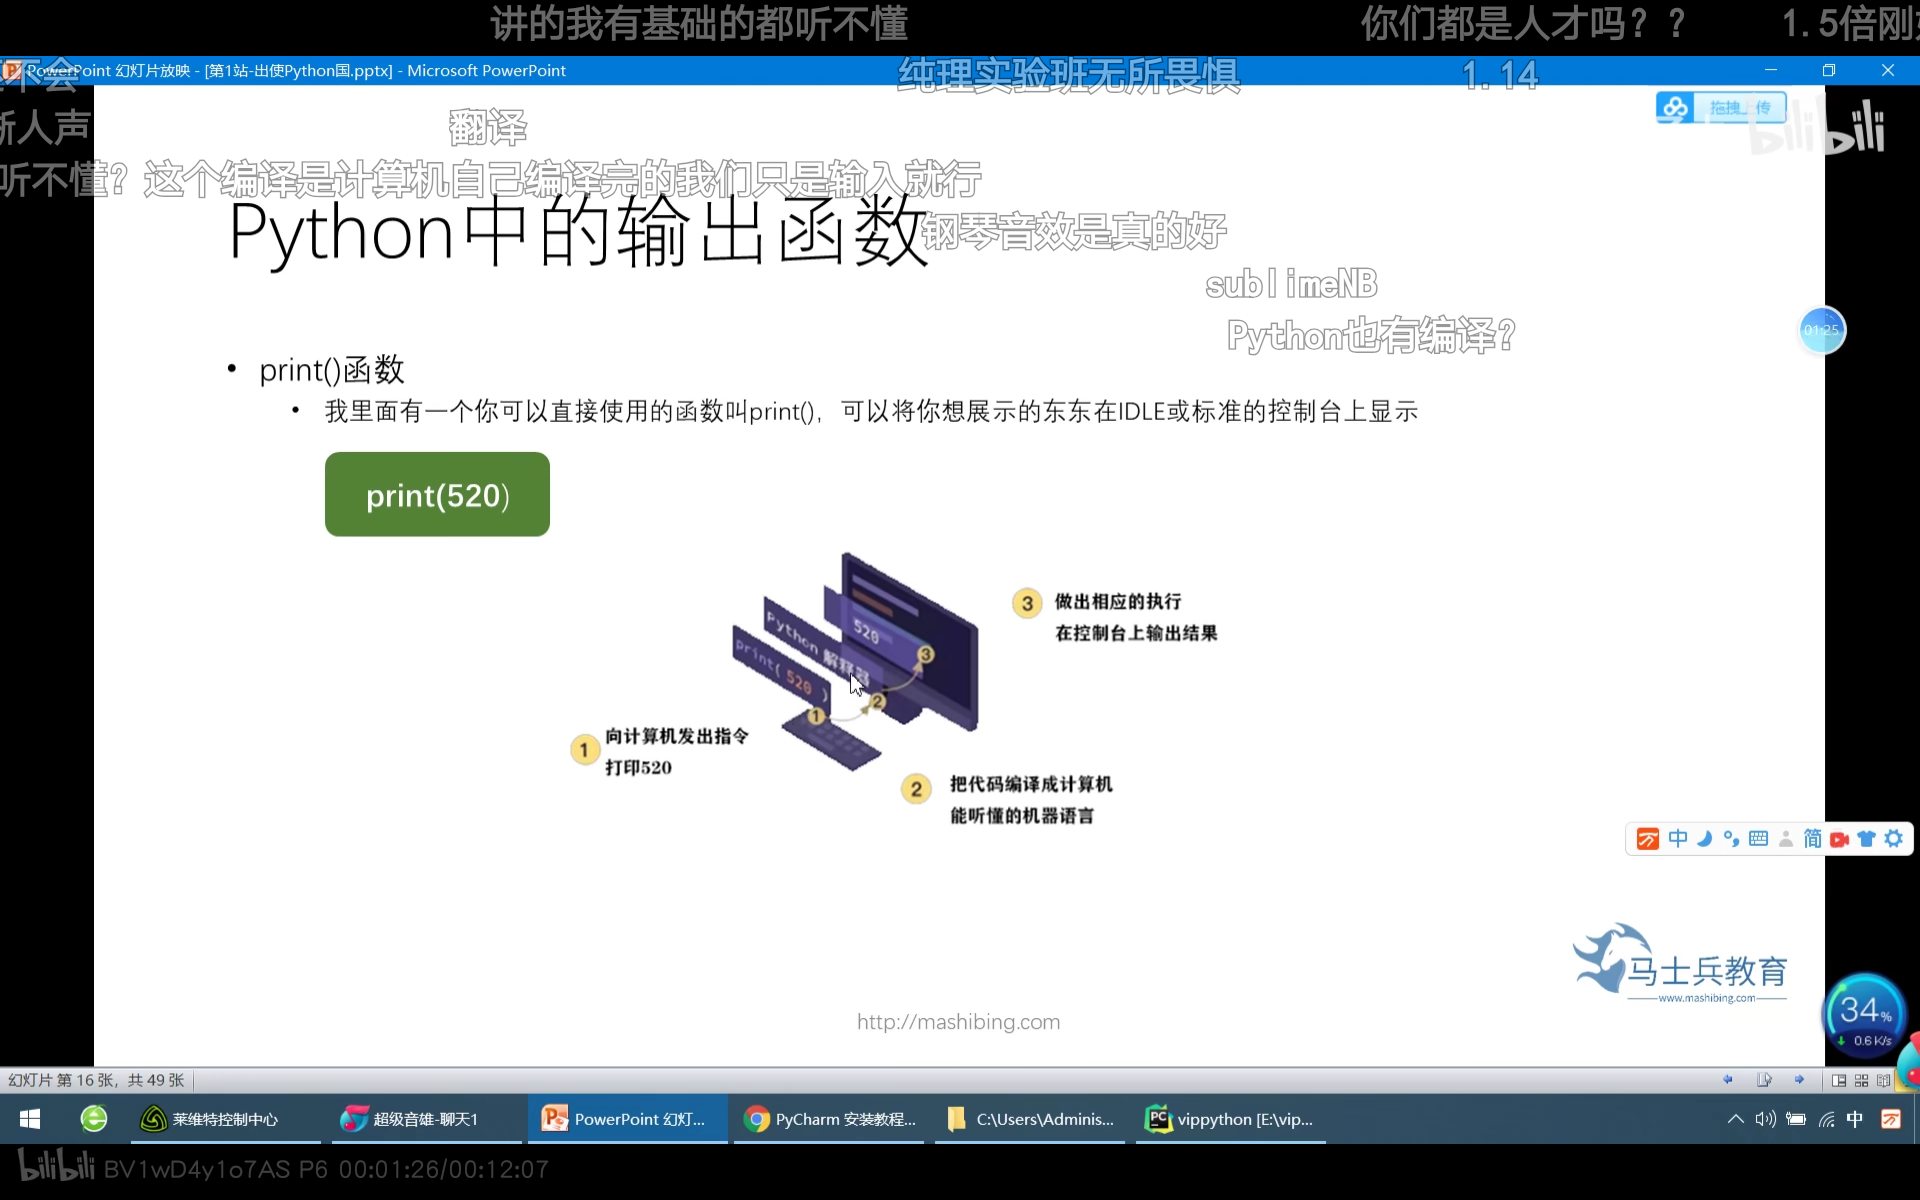 讲的我有基础的都听不懂
你们都是人才吗？？
1.5倍刚
PowerPoint 幻灯片放映 - [第1站-出使Python国.pptx] - Microsoft PowerPoint
不会
纯理实验班无所畏惧
1.14
拖拽上传
bilibili
新人声
翻译
听不懂？
这个编译是计算机自己编译完的我们只是输入就行
Python中的输出函数
钢琴音效是真的好
sublimeNB
Python也有编译？
01:25
• print()函数
• 我里面有一个你可以直接使用的函数叫print()，可以将你想展示的东东在IDLE或标准的控制台上显示
print(520)
3 做出相应的执行
在控制台上输出结果
520
Python 解释器
print( 520 )
3
2
1
1 向计算机发出指令
打印520
2 把代码编译成计算机
能听懂的机器语言
中 简
马士兵教育
www.mashibing.com
http://mashibing.com
34%
0.6K/s
幻灯片 第 16 张，共 49 张
莱维特控制中心
超级音雄-聊天1
PowerPoint 幻灯...
PyCharm 安装教程...
C:\Users\Adminis...
vippython [E:\vip...
中
bilibili BV1wD4y1o7AS P6 00:01:26/00:12:07